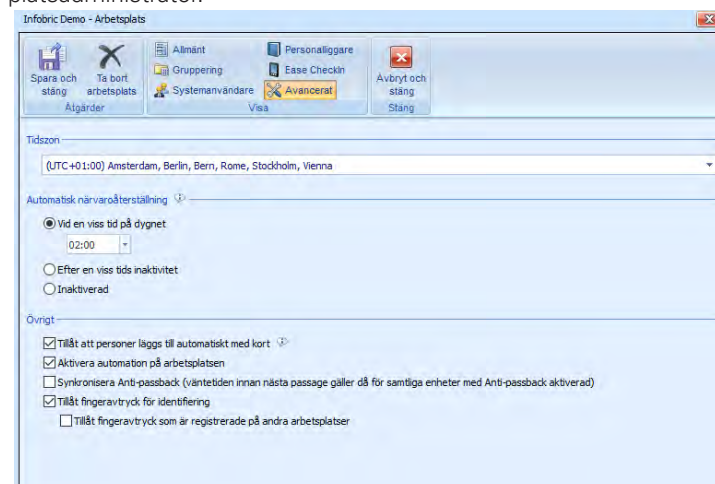 Infobric Demo - Arbetsplats
Spara och stäng
Ta bort arbetsplats
Åtgärder
Allmänt
Gruppering
Systemanvändare
Personalliggare
Ease CheckIn
Avancerat
Visa
Avbryt och stäng
Stäng
Tidszon
(UTC+01:00) Amsterdam, Berlin, Bern, Rome, Stockholm, Vienna
Automatisk närvaroåterställning
Vid en viss tid på dygnet
02:00
Efter en viss tids inaktivitet
Inaktiverad
Övrigt
Tillåt att personer läggs till automatiskt med kort
Aktivera automation på arbetsplatsen
Synkronisera Anti-passback (väntetiden innan nästa passage gäller då för samtliga enheter med Anti-passback aktiverad)
Tillåt fingeravtryck för identifiering
Tillåt fingeravtryck som är registrerade på andra arbetsplatser